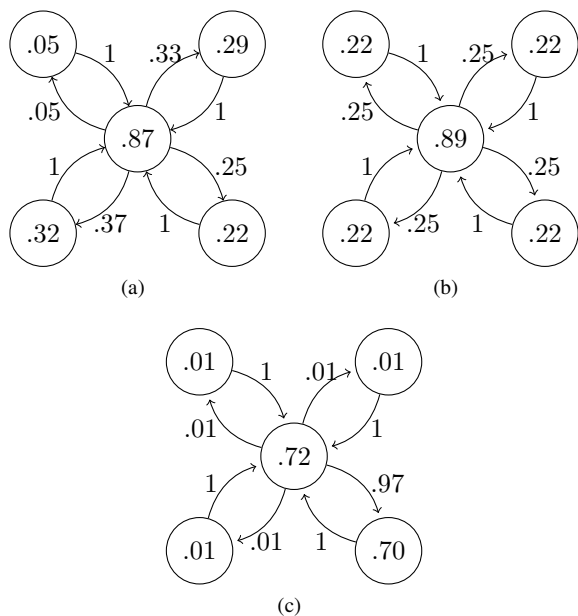 .05 1 .33 .29
.05 .87 1
1 .25
.32 .37 1 .22
(a)
.22 1 .25 .22
.25 .89 1
1 .25
.22 .25 1 .22
(b)
.01 1 .01 .01
.01 .72 1
1 .97
.01 .01 1 .70
(c)